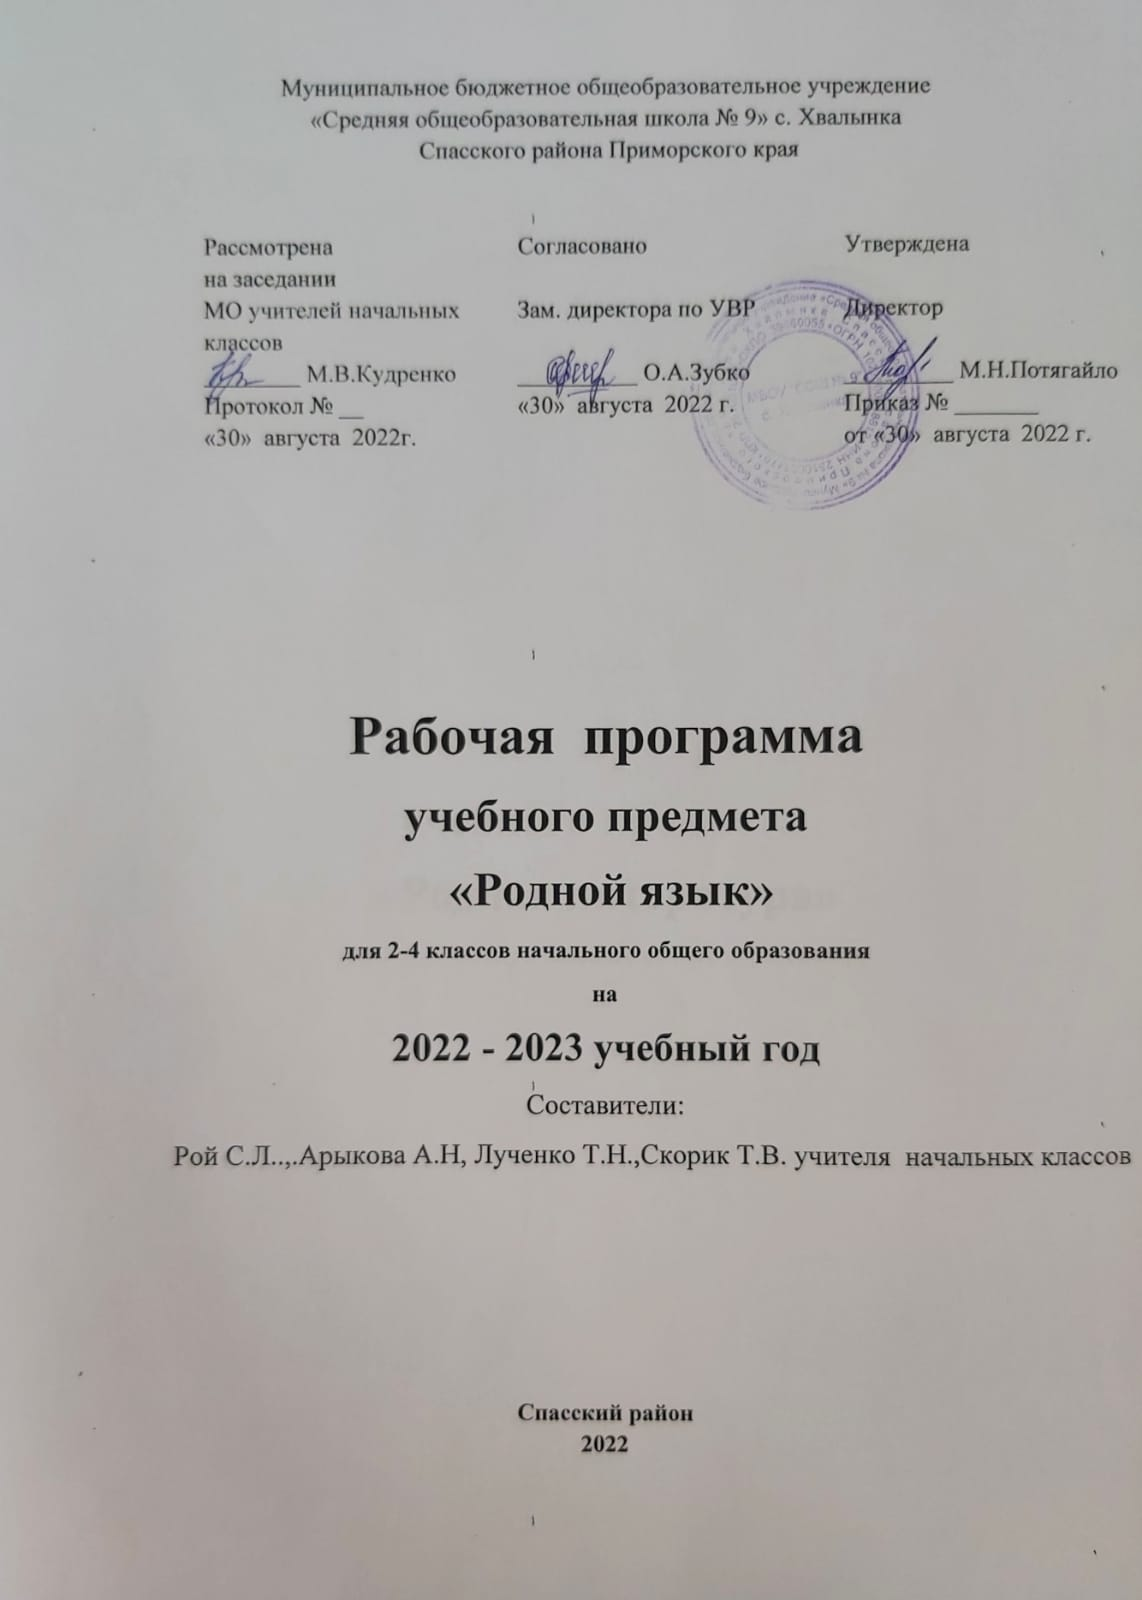 Муниципальное бюджетное общеобразовательное учреждение
«Средняя общеобразовательная школа № 9» с. Хвалынка
Спасского района Приморского края
Рассмотрена
на заседании
МО учителей начальных
классов
М.В.Кудренко
Протокол № __
«30» августа 2022г.
Согласовано
Зам. директора по УВР
__________ О.А.Зубко
«30» августа 2022 г.
Утверждена
Директор
_________ М.Н.Потягайло
Приказ № _______
от «30» августа 2022 г.
Рабочая программа
учебного предмета
«Родной язык»
для 2-4 классов начального общего образования
на
2022 - 2023 учебный год
Составители:
Рой С.Л..,.Арыкова А.Н, Лученко Т.Н.,Скорик Т.В. учителя начальных классов
Спасский район
2022